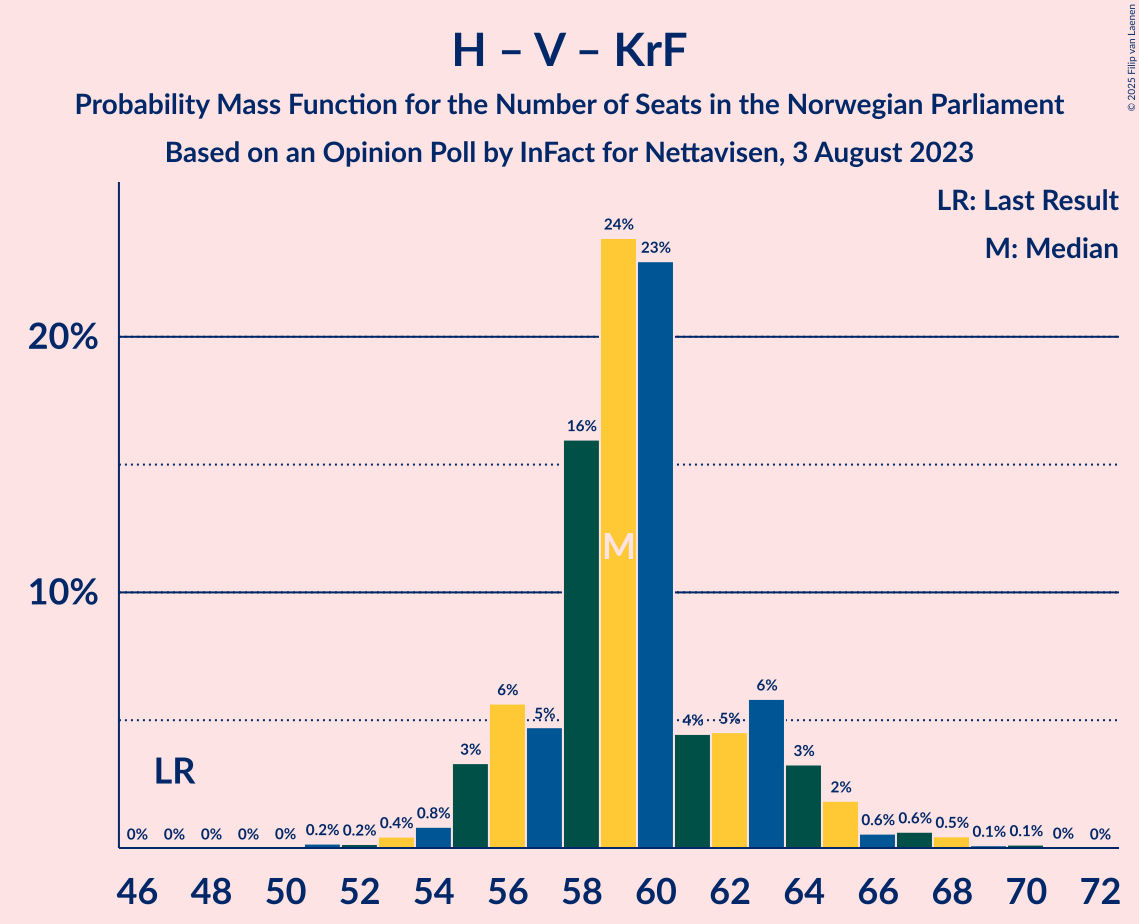 H – V – KrF
Probability Mass Function for the Number of Seats in the Norwegian Parliament
Based on an Opinion Poll by InFact for Nettavisen, 3 August 2023
© 2025 Filip van Laenen
LR: Last Result
M: Median
20%
10%
LR
M
0% 0% 0% 0% 0% 0.2% 0.2% 0.4% 0.8% 3% 6% 5% 16% 24% 23% 4% 5% 6% 3% 2% 0.6% 0.6% 0.5% 0.1% 0.1% 0% 0%
46 48 50 52 54 56 58 60 62 64 66 68 70 72